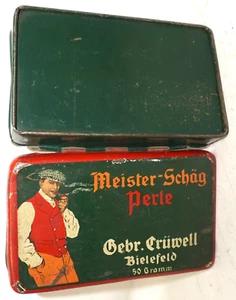 Meister-Schäg
Perle
Gebr. Crüwell
Bielefeld
50 Gramm